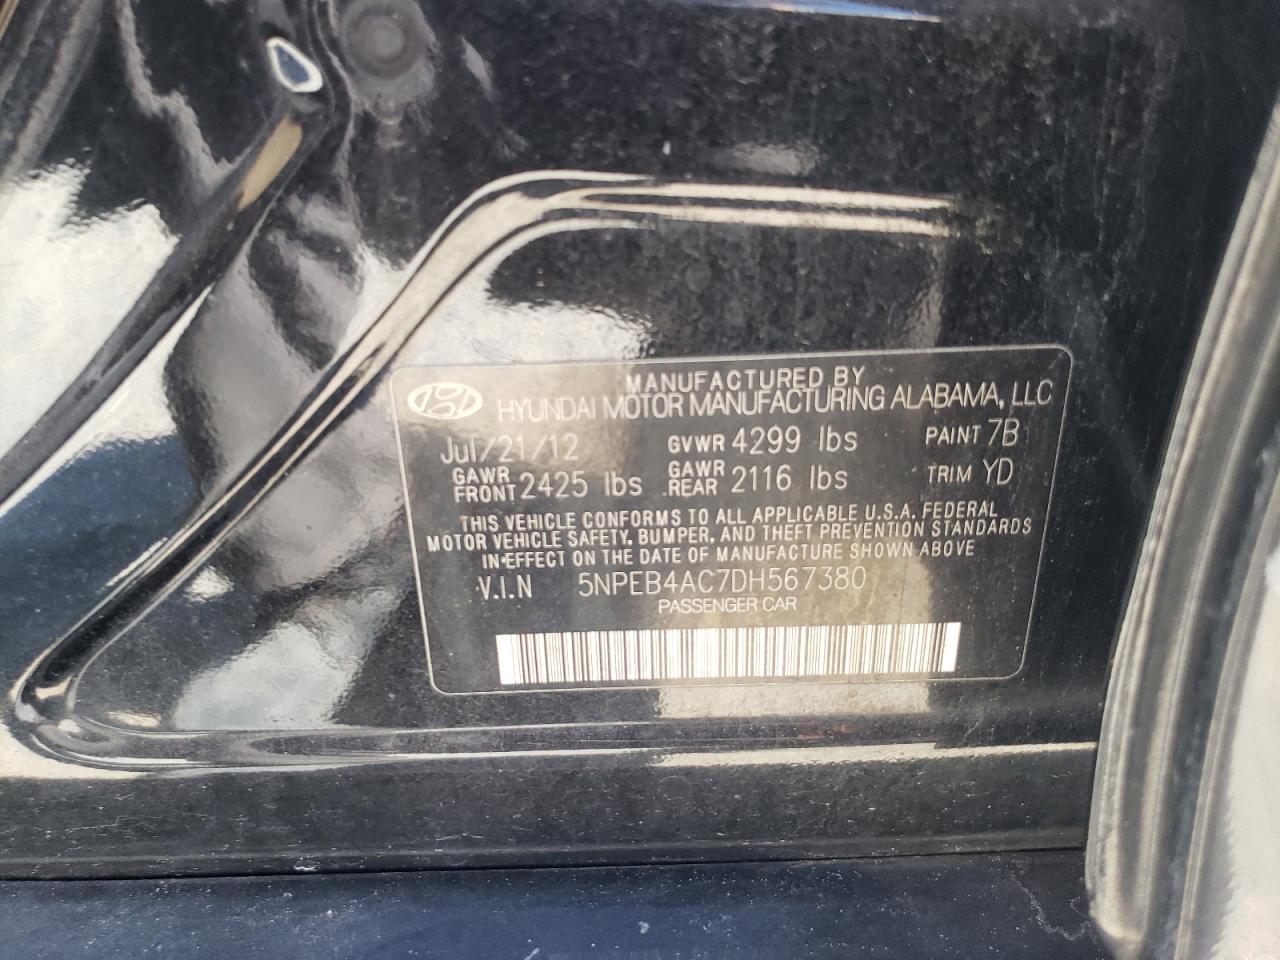 MANUFACTURED BY
HYUNDAI MOTOR MANUFACTURING ALABAMA, LLC
Jul/21/12 GVWR 4299 lbs PAINT 7B
GAWR FRONT 2425 lbs GAWR REAR 2116 lbs TRIM YD
THIS VEHICLE CONFORMS TO ALL APPLICABLE U.S.A. FEDERAL
MOTOR VEHICLE SAFETY, BUMPER, AND THEFT PREVENTION STANDARDS
IN EFFECT ON THE DATE OF MANUFACTURE SHOWN ABOVE
V.I.N 5NPEB4AC7DH567380
PASSENGER CAR